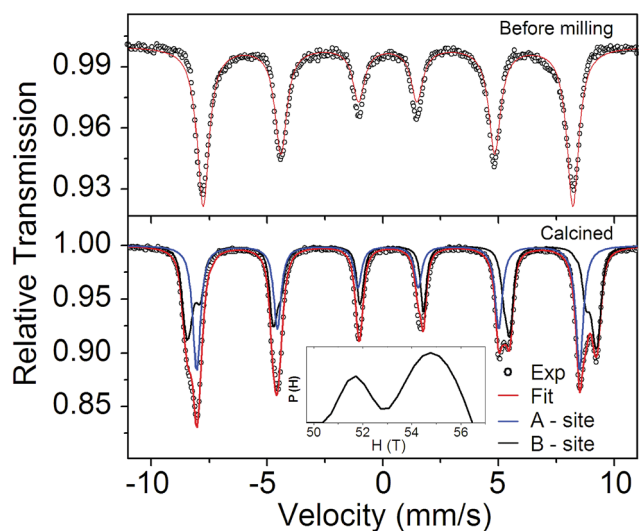 Before milling
0.99
0.96
0.93
Relative Transmission
Calcined
1.00
0.95
0.90
0.85
P (H)
50 52 54 56
H (T)
Exp
Fit
A - site
B - site
-10 -5 0 5 10
Velocity (mm/s)